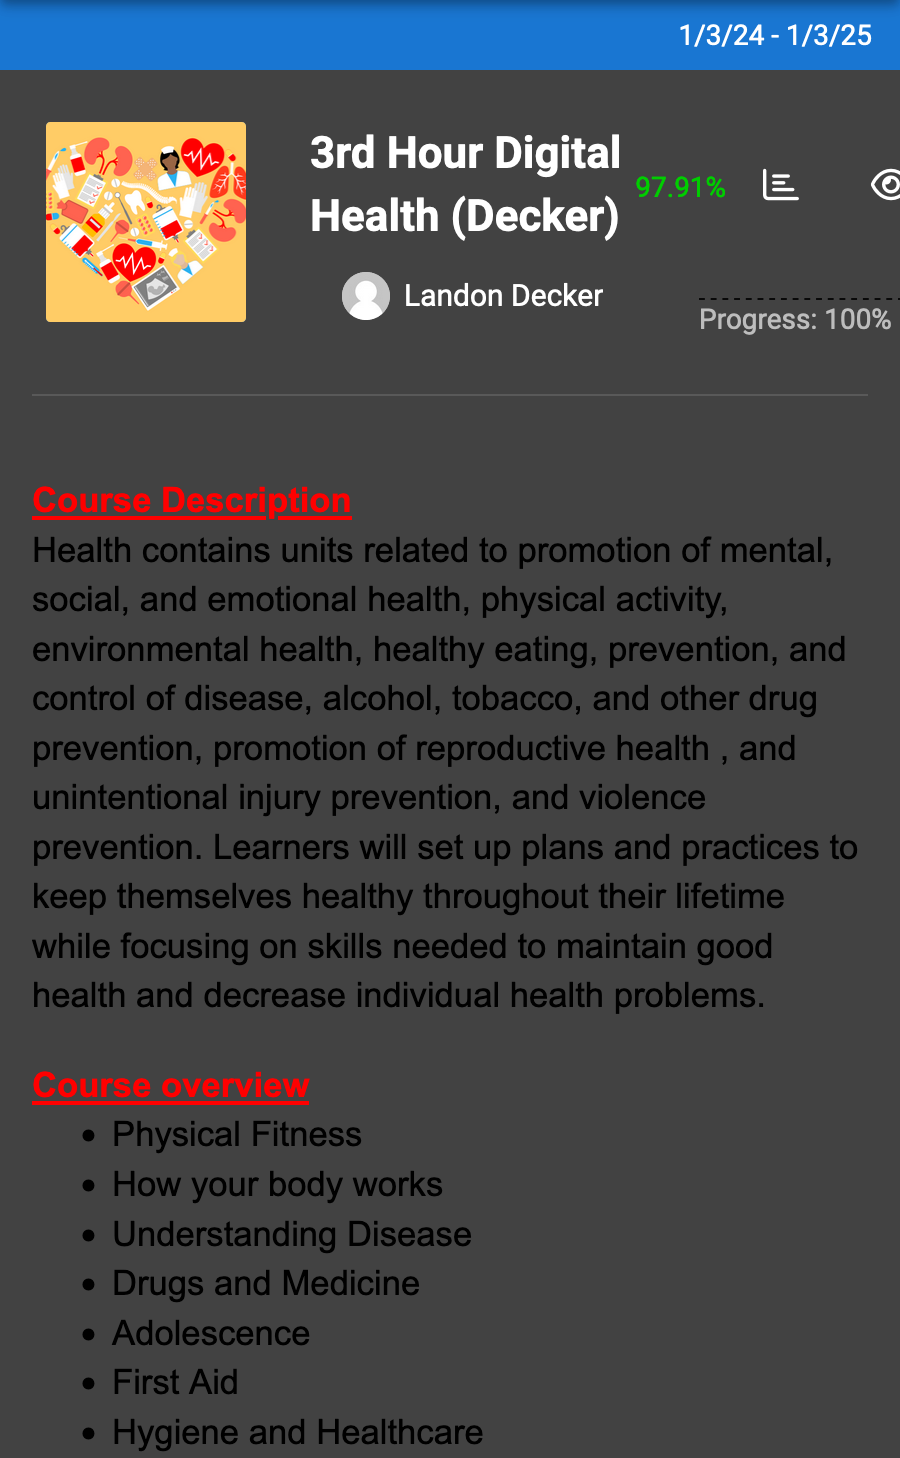 1/3/24 - 1/3/25
3rd Hour Digital
Health (Decker)
97.91%
Landon Decker
Progress: 100%
Course Description
Health contains units related to promotion of mental,
social, and emotional health, physical activity,
environmental health, healthy eating, prevention, and
control of disease, alcohol, tobacco, and other drug
prevention, promotion of reproductive health , and
unintentional injury prevention, and violence
prevention. Learners will set up plans and practices to
keep themselves healthy throughout their lifetime
while focusing on skills needed to maintain good
health and decrease individual health problems.
Course overview
• Physical Fitness
• How your body works
• Understanding Disease
• Drugs and Medicine
• Adolescence
• First Aid
• Hygiene and Healthcare